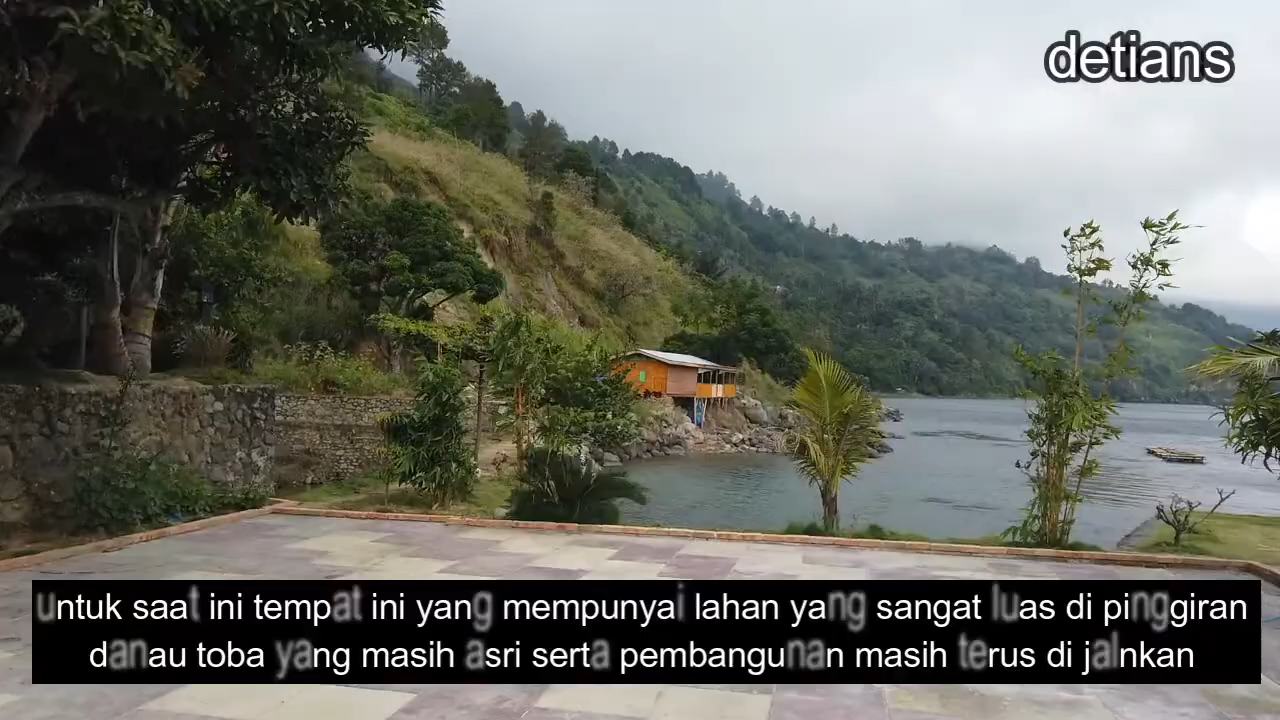 detians
untuk saat ini tempat ini yang mempunyai lahan yang sangat luas di pinggiran
danau toba yang masih asri serta pembangunan masih terus di jalnkan